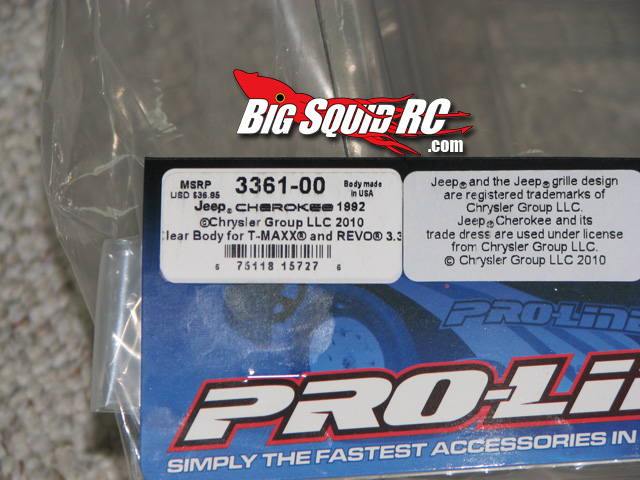 BIG SQUID RC
.com
MSRP 3361-00 Body made
USD $36.95 in USA
Jeep® CHEROKEE 1992
©Chrysler Group LLC 2010
Clear Body for T-MAXX® and REVO® 3.3
6 75118 15727 6
Jeep® and the Jeep® grille design
are registered trademarks of
Chrysler Group LLC.
Jeep® Cherokee and its
trade dress are used under license
from Chrysler Group LLC.
© Chrysler Group LLC 2010
PRO-LIN
PRO-LIN
SIMPLY THE FASTEST ACCESSORIES IN